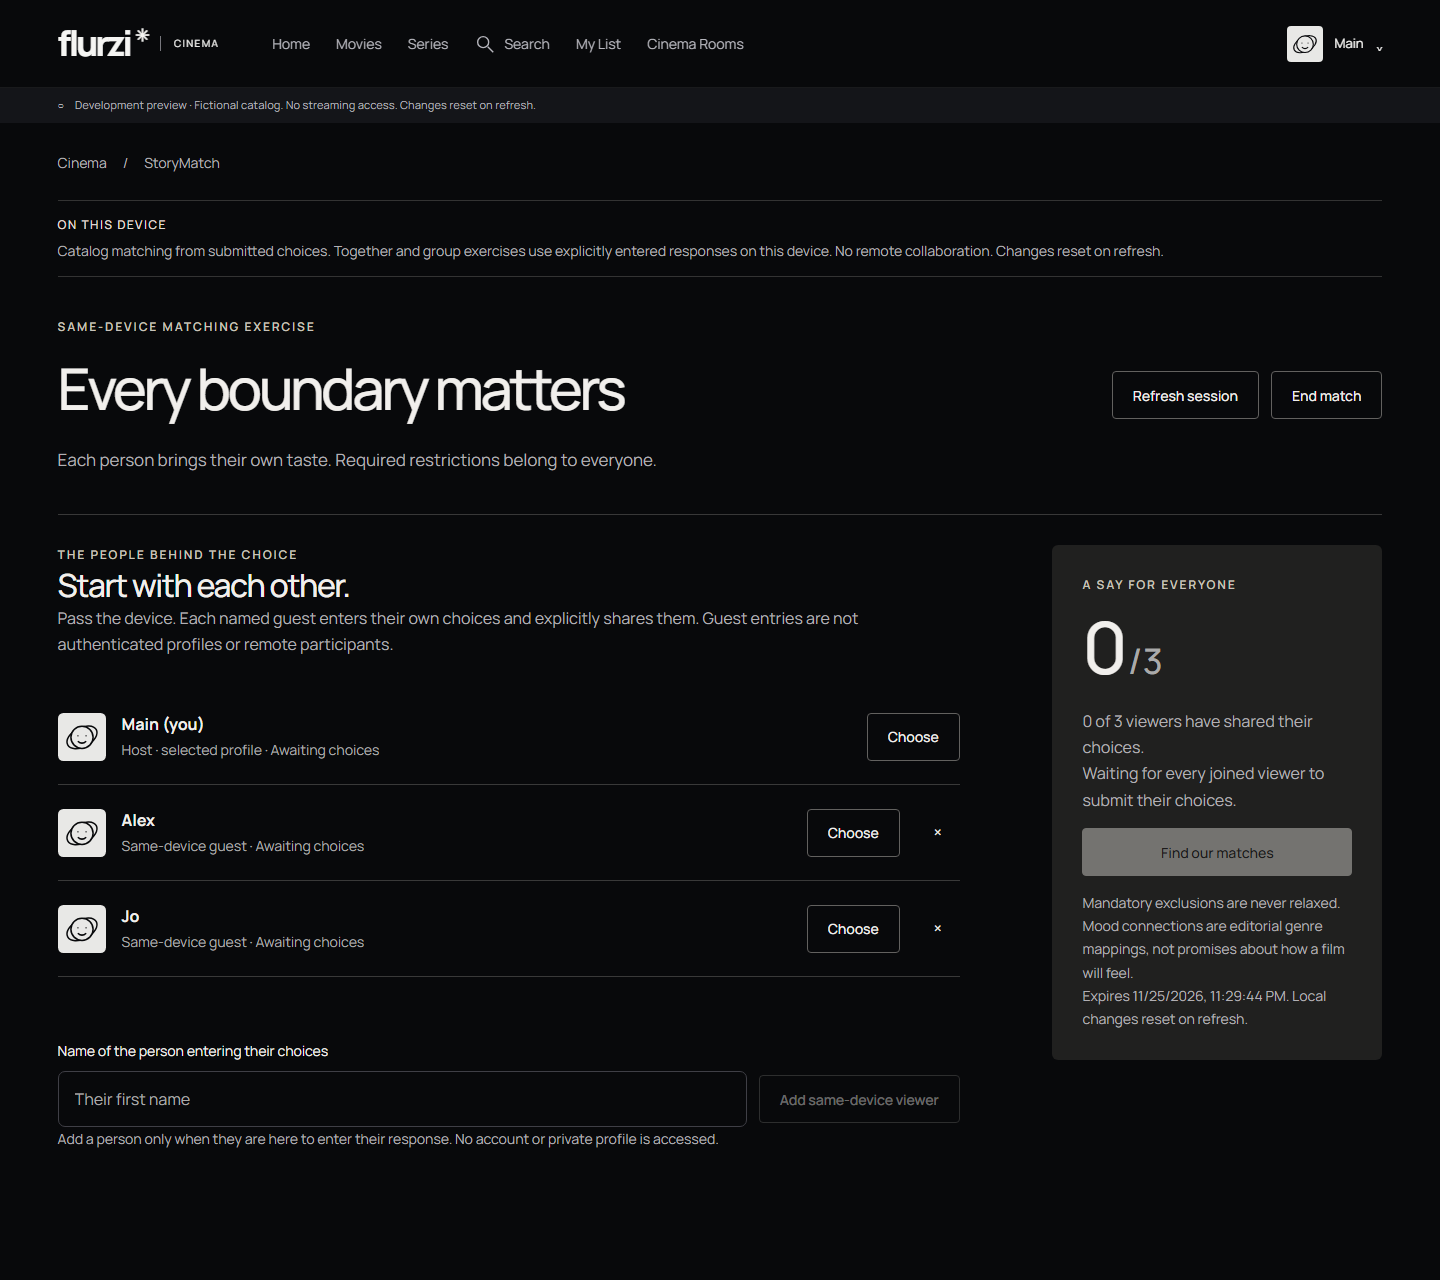 flurzi* CINEMA
Home Movies Series Search My List Cinema Rooms
Main
Development preview · Fictional catalog. No streaming access. Changes reset on refresh.
Cinema / StoryMatch
ON THIS DEVICE
Catalog matching from submitted choices. Together and group exercises use explicitly entered responses on this device. No remote collaboration. Changes reset on refresh.
SAME-DEVICE MATCHING EXERCISE
Every boundary matters
Refresh session
End match
Each person brings their own taste. Required restrictions belong to everyone.
THE PEOPLE BEHIND THE CHOICE
Start with each other.
Pass the device. Each named guest enters their own choices and explicitly shares them. Guest entries are not
authenticated profiles or remote participants.
Main (you)
Host · selected profile · Awaiting choices
Choose
Alex
Same-device guest · Awaiting choices
Choose ×
Jo
Same-device guest · Awaiting choices
Choose ×
Name of the person entering their choices
Their first name
Add same-device viewer
Add a person only when they are here to enter their response. No account or private profile is accessed.
A SAY FOR EVERYONE
0/3
0 of 3 viewers have shared their
choices.
Waiting for every joined viewer to
submit their choices.
Find our matches
Mandatory exclusions are never relaxed.
Mood connections are editorial genre
mappings, not promises about how a film
will feel.
Expires 11/25/2026, 11:29:44 PM. Local
changes reset on refresh.